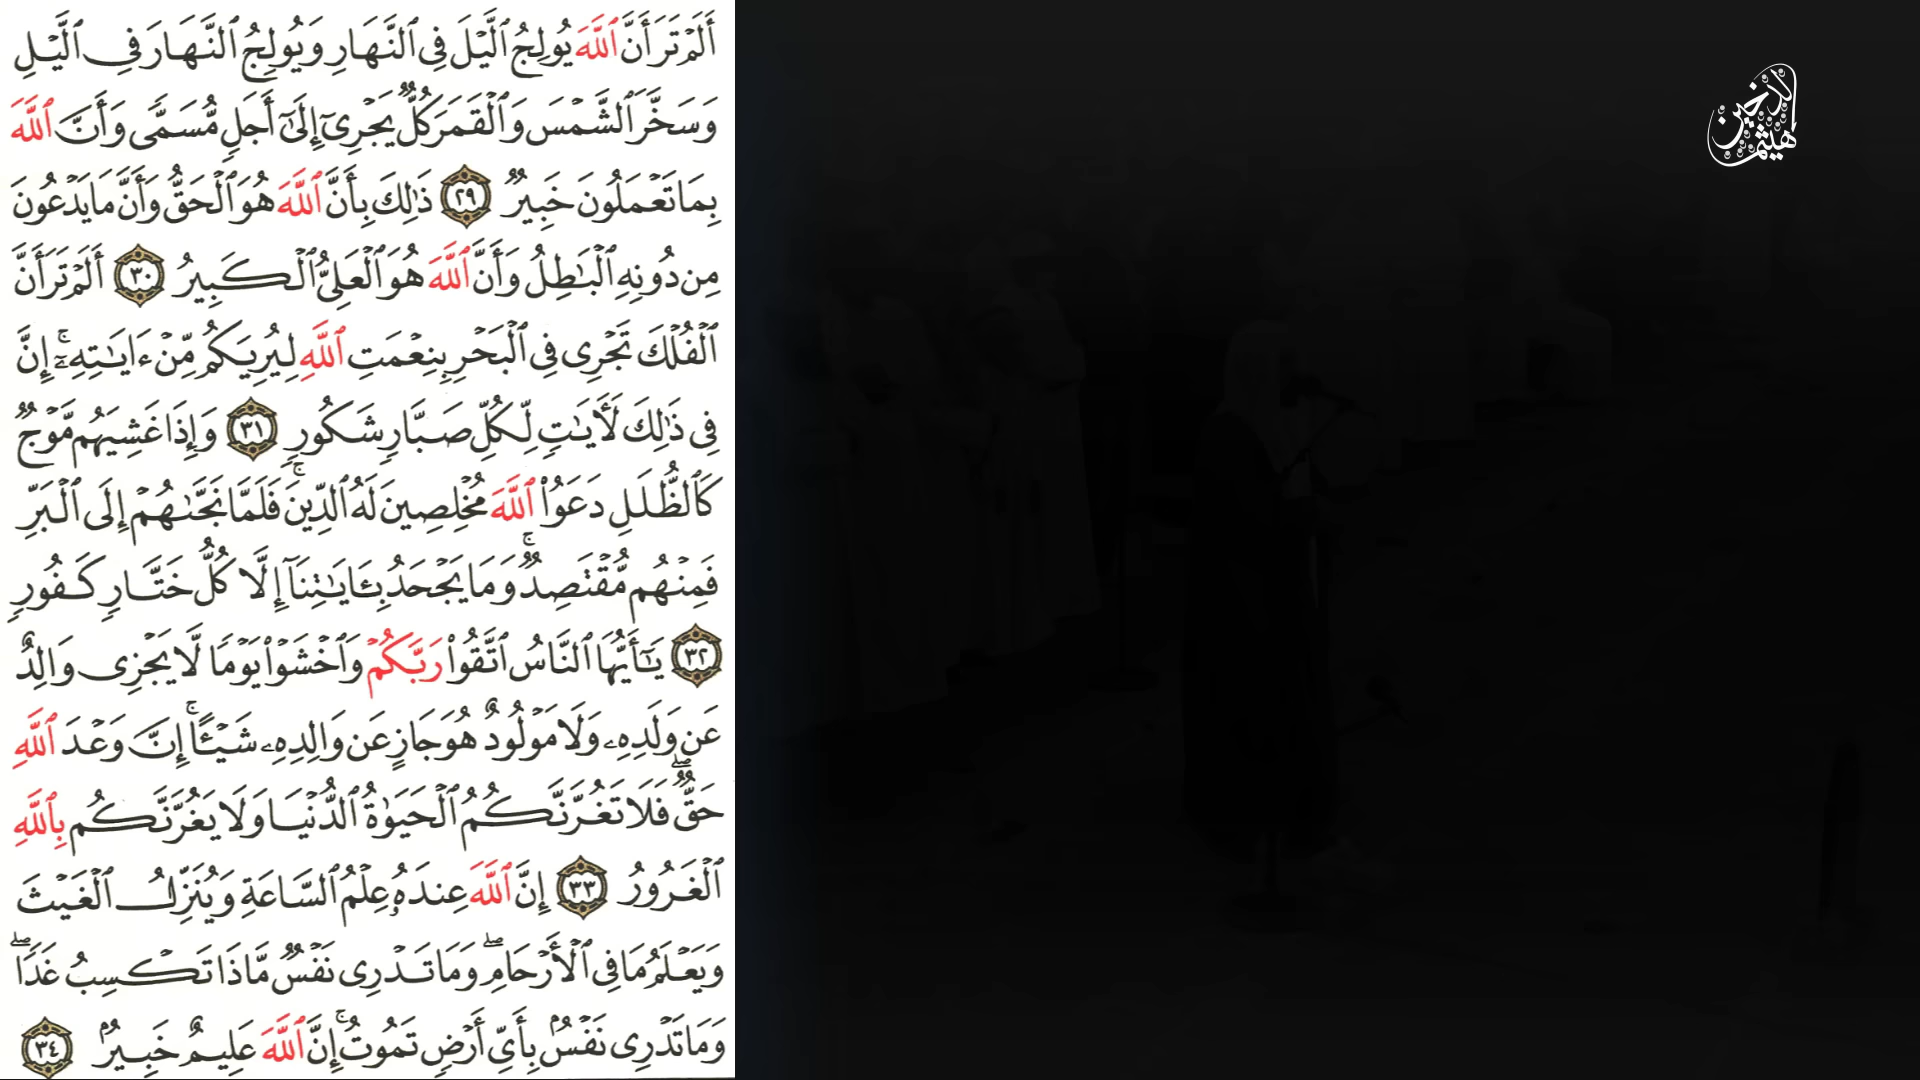 أَلَمْ تَرَ أَنَّ ٱللَّهَ يُولِجُ ٱلَّيْلَ فِى ٱلنَّهَارِ وَيُولِجُ ٱلنَّهَارَ فِى ٱلَّيْلِ
وَسَخَّرَ ٱلشَّمْسَ وَٱلْقَمَرَ كُلٌّ يَجْرِىٓ إِلَىٰٓ أَجَلٍ مُّسَمًّى وَأَنَّ ٱللَّهَ
بِمَا تَعْمَلُونَ خَبِيرٌ ٢٩ ذَٰلِكَ بِأَنَّ ٱللَّهَ هُوَ ٱلْحَقُّ وَأَنَّ مَا يَدْعُونَ
مِن دُونِهِ ٱلْبَٰطِلُ وَأَنَّ ٱللَّهَ هُوَ ٱلْعَلِىُّ ٱلْكَبِيرُ ٣٠ أَلَمْ تَرَ أَنَّ
ٱلْفُلْكَ تَجْرِى فِى ٱلْبَحْرِ بِنِعْمَتِ ٱللَّهِ لِيُرِيَكُم مِّنْ ءَايَٰتِهِۦٓ ۚ إِنَّ
فِى ذَٰلِكَ لَءَايَٰتٍ لِّكُلِّ صَبَّارٍ شَكُورٍ ٣١ وَإِذَا غَشِيَهُم مَّوْجٌ
كَٱلظُّلَلِ دَعَوُا۟ ٱللَّهَ مُخْلِصِينَ لَهُ ٱلدِّينَ ۚ فَلَمَّا نَجَّىٰهُمْ إِلَى ٱلْبَرِّ
فَمِنْهُم مُّقْتَصِدٌ ۚ وَمَا يَجْحَدُ بِـَٔايَٰتِنَآ إِلَّا كُلُّ خَتَّارٍ كَفُورٍ
٣٢ يَٰٓأَيُّهَا ٱلنَّاسُ ٱتَّقُوا۟ رَبَّكُمْ وَٱخْشَوْا۟ يَوْمًا لَّا يَجْزِى وَالِدٌ
عَن وَلَدِهِۦ وَلَا مَوْلُودٌ هُوَ جَازٍ عَن وَالِدِهِۦ شَيْـًٔا ۚ إِنَّ وَعْدَ ٱللَّهِ
حَقٌّ ۖ فَلَا تَغُرَّنَّكُمُ ٱلْحَيَوٰةُ ٱلدُّنْيَا وَلَا يَغُرَّنَّكُم بِٱللَّهِ
ٱلْغَرُورُ ٣٣ إِنَّ ٱللَّهَ عِندَهُۥ عِلْمُ ٱلسَّاعَةِ وَيُنَزِّلُ ٱلْغَيْثَ
وَيَعْلَمُ مَا فِى ٱلْأَرْحَامِ ۖ وَمَا تَدْرِى نَفْسٌ مَّاذَا تَكْسِبُ غَدًا ۖ
وَمَا تَدْرِى نَفْسٌۢ بِأَىِّ أَرْضٍ تَمُوتُ ۚ إِنَّ ٱللَّهَ عَلِيمٌ خَبِيرٌۢ ٣٤
هيثم الدخين